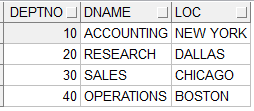 DEPTNO DNAME LOC
10 ACCOUNTING NEW YORK
20 RESEARCH DALLAS
30 SALES CHICAGO
40 OPERATIONS BOSTON